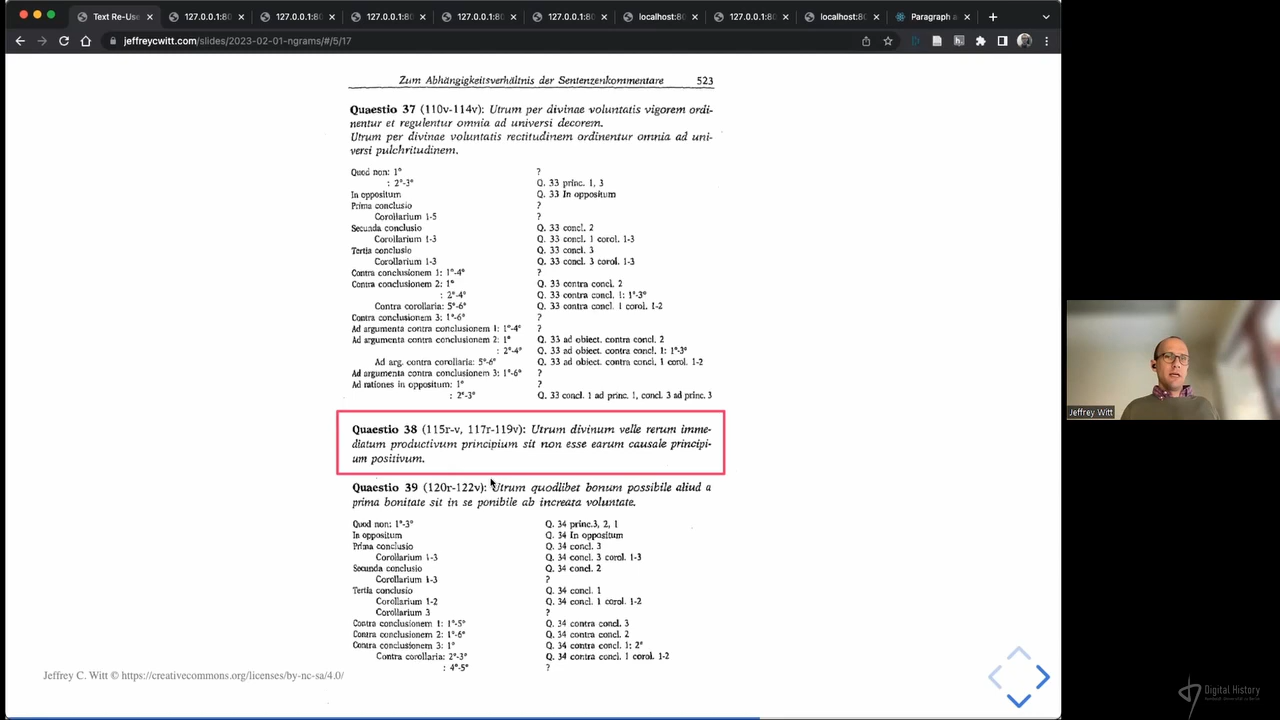 Text Re-Use
127.0.0.1:80
127.0.0.1:80
127.0.0.1:80
127.0.0.1:80
127.0.0.1:80
localhost:80
127.0.0.1:80
localhost:80
Paragraph a
jeffreycwitt.com/slides/2023-02-01-ngrams/#/5/17
Zum Abhängigkeitsverhältnis der Sentenzenkommentare 523
Quaestio 37 (110v-114v): Utrum per divinae voluntatis vigorem ordi-
nentur et regulentur omnia ad universi decorem.
Utrum per divinae voluntatis rectitudinem ordinentur omnia ad uni-
versi pulchritudinem.
Quod non: 1° ?
: 2°-3° Q. 33 princ. 1, 3
In oppositum Q. 33 In oppositum
Prima conclusio ?
Corollarium 1-5 ?
Secunda conclusio Q. 33 concl. 2
Corollarium 1-3 Q. 33 concl. 1 corol. 1-3
Tertia conclusio Q. 33 concl. 3
Corollarium 1-3 Q. 33 concl. 3 corol. 1-3
Contra conclusionem 1: 1°-4° ?
Contra conclusionem 2: 1° Q. 33 contra concl. 2
: 2°-4° Q. 33 contra concl. 1: 1°-3°
Contra corollaria: 5°-6° Q. 33 contra concl. 1 corol. 1-2
Contra conclusionem 3: 1°-6° ?
Ad argumenta contra conclusionem 1: 1°-4° ?
Ad argumenta contra conclusionem 2: 1° Q. 33 ad obiect. contra concl. 2
: 2°-4° Q. 33 ad obiect. contra concl. 1: 1°-3°
Ad arg. contra corollaria: 5°-6° Q. 33 ad obiect. contra concl. 1 corol. 1-2
Ad argumenta contra conclusionem 3: 1°-6° ?
Ad rationes in oppositum: 1° ?
: 2°-3° Q. 33 concl. 1 ad princ. 1, concl. 3 ad princ. 3
Quaestio 38 (115r-v, 117r-119v): Utrum divinum velle rerum imme-
diatum productivum principium sit non esse earum causale principi-
um positivum.
Quaestio 39 (120r-122v): Utrum quodlibet bonum possibile aliud a
prima bonitate sit in se ponibile ab increata voluntate.
Quod non: 1°-3° Q. 34 princ.3, 2, 1
In oppositum Q. 34 In oppositum
Prima conclusio Q. 34 concl. 3
Corollarium 1-3 Q. 34 concl. 3 corol. 1-3
Secunda conclusio Q. 34 concl. 2
Corollarium 1-3 ?
Tertia conclusio Q. 34 concl. 1
Corollarium 1-2 Q. 34 concl. 1 corol. 1-2
Corollarium 3 ?
Contra conclusionem 1: 1°-5° Q. 34 contra concl. 3
Contra conclusionem 2: 1°-6° Q. 34 contra concl. 2
Contra conclusionem 3: 1° Q. 34 contra concl. 1: 2°
Contra corollaria: 2°-3° Q. 34 contra concl. 1 corol. 1-2
: 4°-5° ?
Jeffrey C. Witt © https://creativecommons.org/licenses/by-nc-sa/4.0/
Jeffrey Witt
Digital History